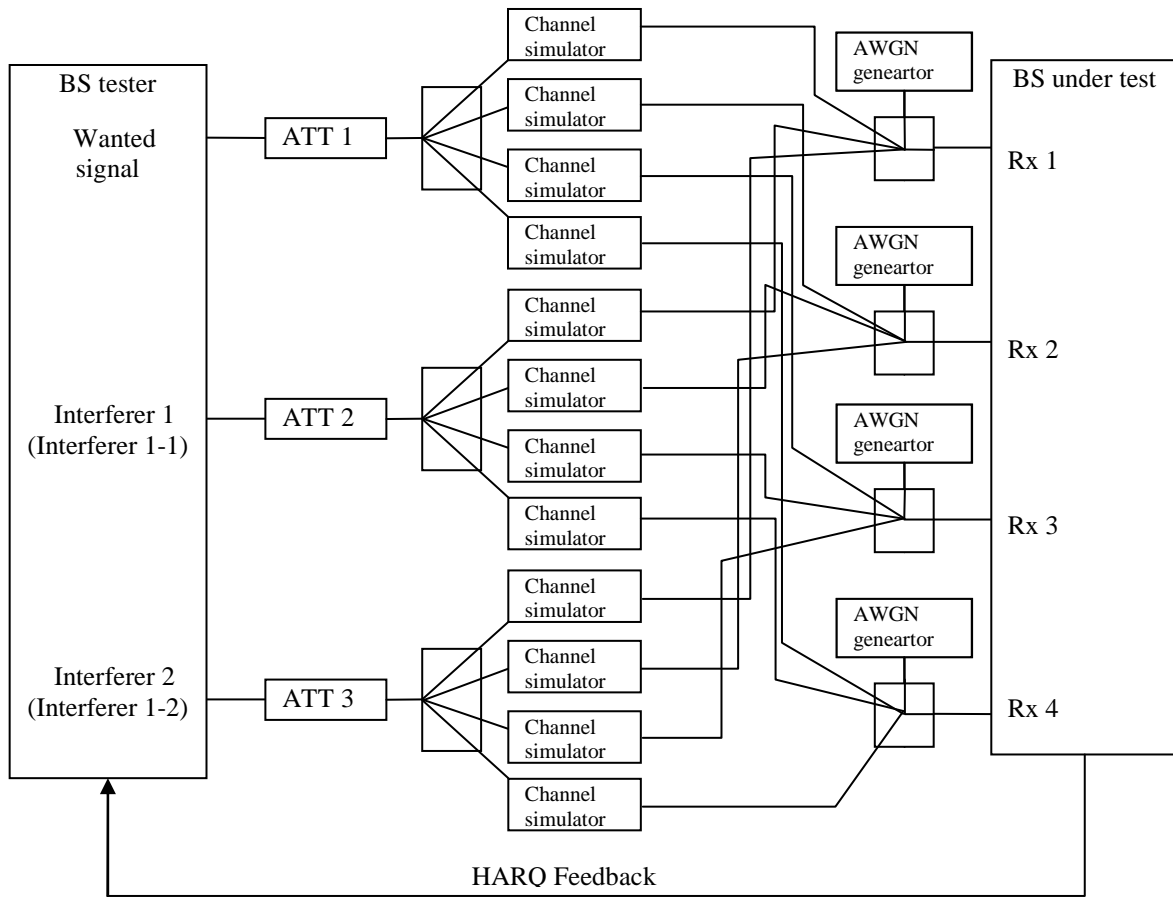 BS tester
Wanted
signal
Interferer 1
(Interferer 1-1)
Interferer 2
(Interferer 1-2)
ATT 1
ATT 2
ATT 3
Channel
simulator
Channel
simulator
Channel
simulator
Channel
simulator
Channel
simulator
Channel
simulator
Channel
simulator
Channel
simulator
Channel
simulator
Channel
simulator
Channel
simulator
Channel
simulator
AWGN
geneartor
AWGN
geneartor
AWGN
geneartor
AWGN
geneartor
BS under test
Rx 1
Rx 2
Rx 3
Rx 4
HARQ Feedback